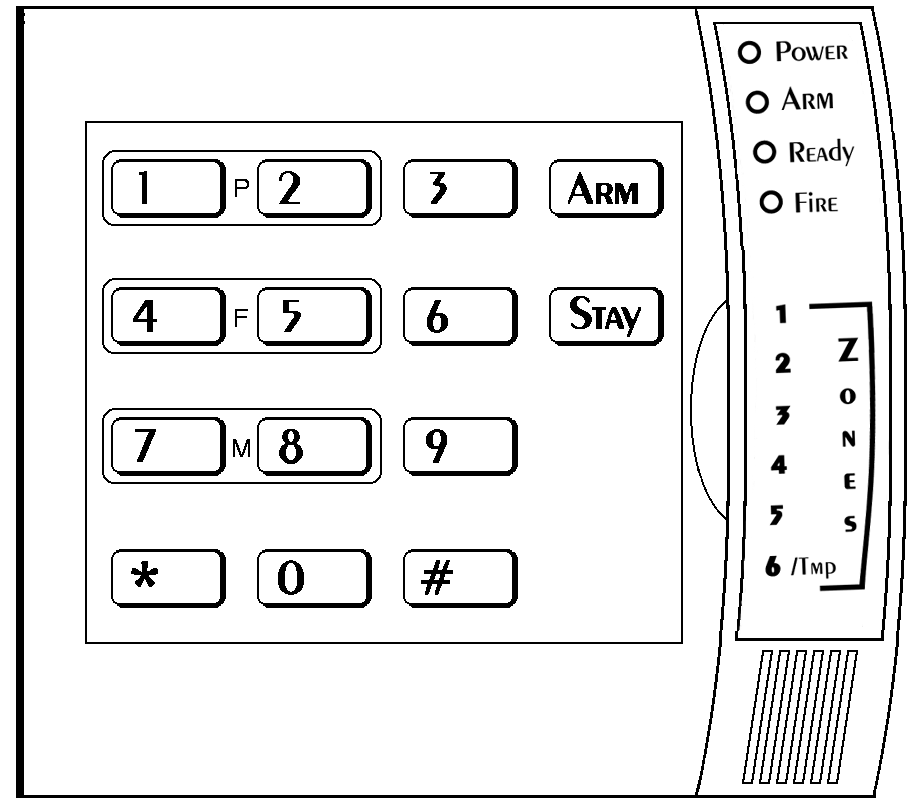 1 P 2 3 ARM
4 F 5 6 STAY
7 M 8 9
* 0 #
POWER
ARM
READy
FIRE
1
2
3
4
5
6 /TMP
ZONES